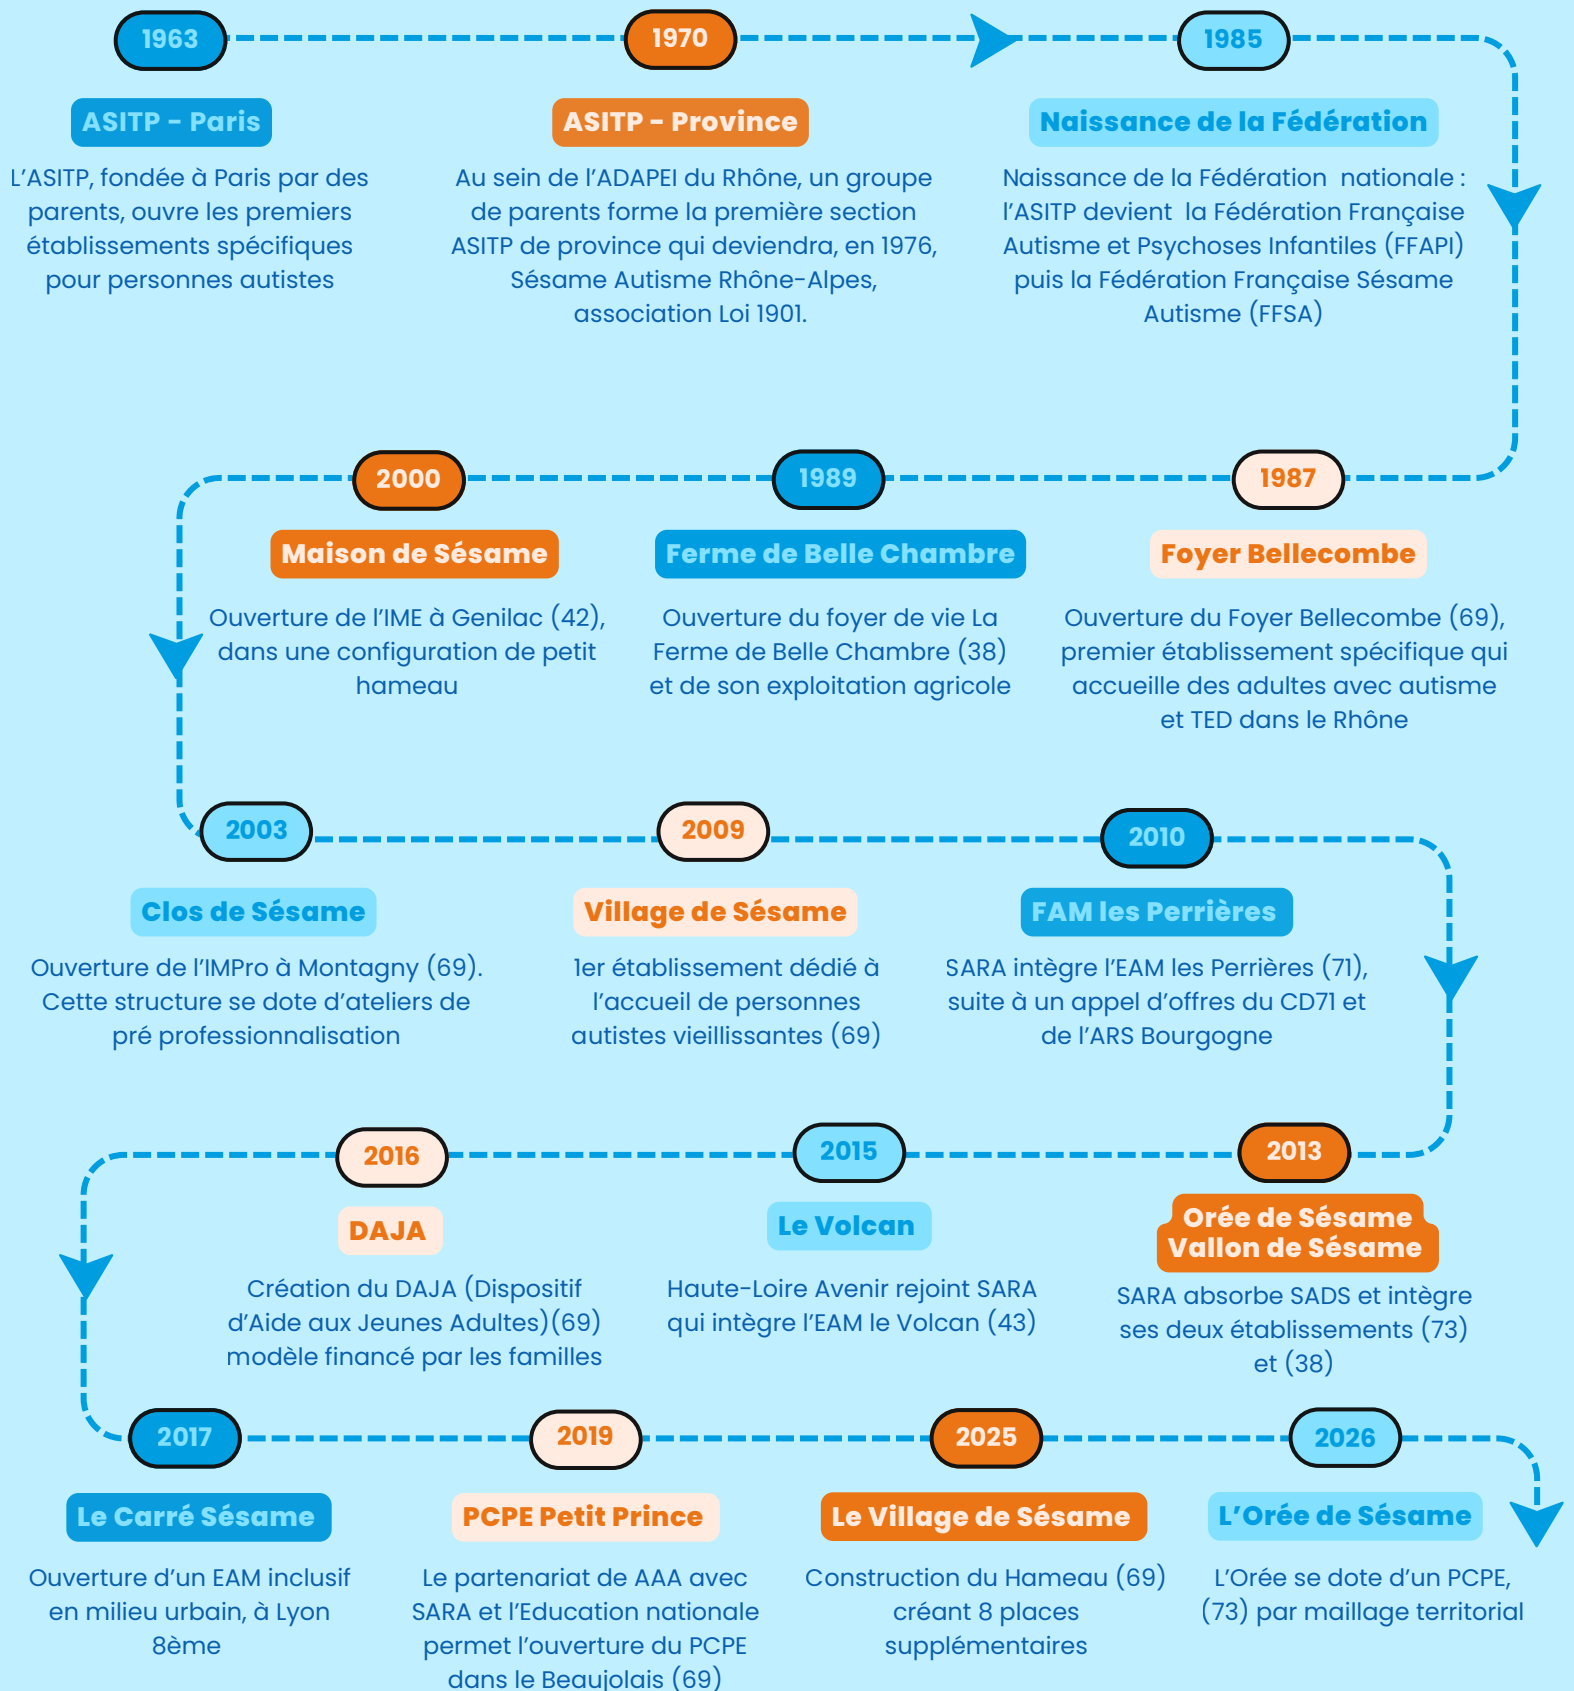 1963
ASITP - Paris
L'ASITP, fondée à Paris par des
parents, ouvre les premiers
établissements spécifiques
pour personnes autistes
1970
ASITP - Province
Au sein de l'ADAPEI du Rhône, un groupe
de parents forme la première section
ASITP de province qui deviendra, en 1976,
Sésame Autisme Rhône-Alpes,
association Loi 1901.
1985
Naissance de la Fédération
Naissance de la Fédération nationale :
l'ASITP devient la Fédération Française
Autisme et Psychoses Infantiles (FFAPI)
puis la Fédération Française Sésame
Autisme (FFSA)
1987
Foyer Bellecombe
Ouverture du Foyer Bellecombe (69),
premier établissement spécifique qui
accueille des adultes avec autisme
et TED dans le Rhône
1989
Ferme de Belle Chambre
Ouverture du foyer de vie La
Ferme de Belle Chambre (38)
et de son exploitation agricole
2000
Maison de Sésame
Ouverture de l'IME à Genilac (42),
dans une configuration de petit
hameau
2003
Clos de Sésame
Ouverture de l'IMPro à Montagny (69).
Cette structure se dote d'ateliers de
pré professionnalisation
2009
Village de Sésame
1er établissement dédié à
l'accueil de personnes
autistes vieillissantes (69)
2010
FAM les Perrières
SARA intègre l'EAM les Perrières (71),
suite à un appel d'offres du CD71 et
de l'ARS Bourgogne
2013
Orée de Sésame
Vallon de Sésame
SARA absorbe SADS et intègre
ses deux établissements (73)
et (38)
2015
Le Volcan
Haute-Loire Avenir rejoint SARA
qui intègre l'EAM le Volcan (43)
2016
DAJA
Création du DAJA (Dispositif
d'Aide aux Jeunes Adultes)(69)
modèle financé par les familles
2017
Le Carré Sésame
Ouverture d'un EAM inclusif
en milieu urbain, à Lyon
8ème
2019
PCPE Petit Prince
Le partenariat de AAA avec
SARA et l'Education nationale
permet l'ouverture du PCPE
dans le Beaujolais (69)
2025
Le Village de Sésame
Construction du Hameau (69)
créant 8 places
supplémentaires
2026
L'Orée de Sésame
L'Orée se dote d'un PCPE,
(73) par maillage territorial